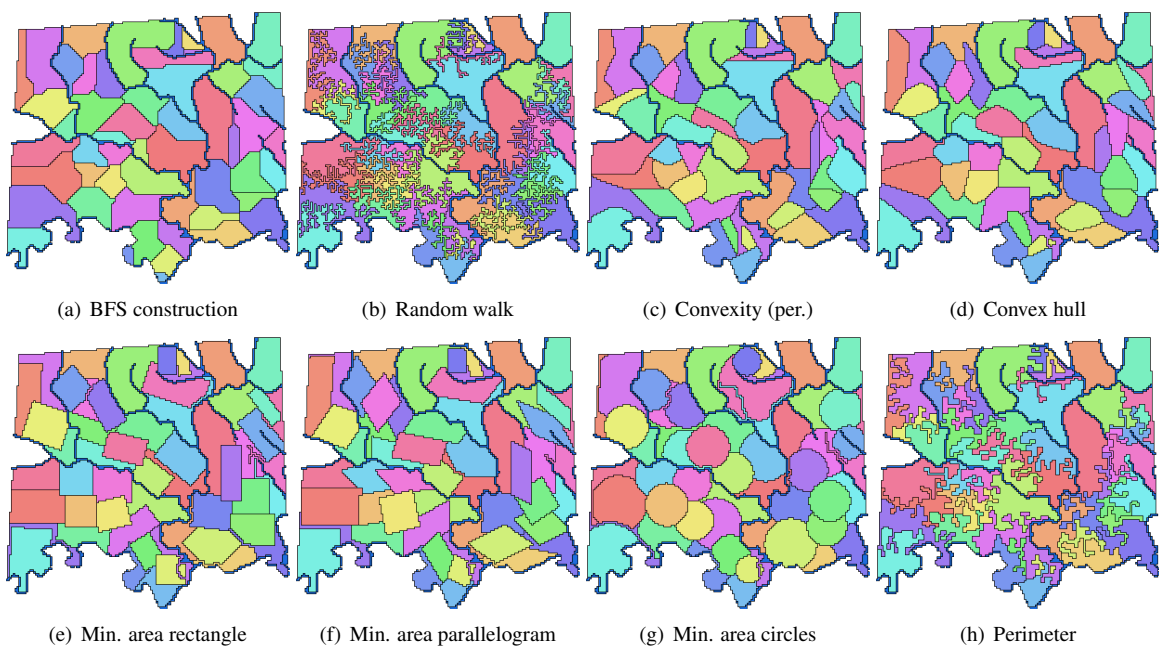 (a) BFS construction
(b) Random walk
(c) Convexity (per.)
(d) Convex hull
(e) Min. area rectangle
(f) Min. area parallelogram
(g) Min. area circles
(h) Perimeter